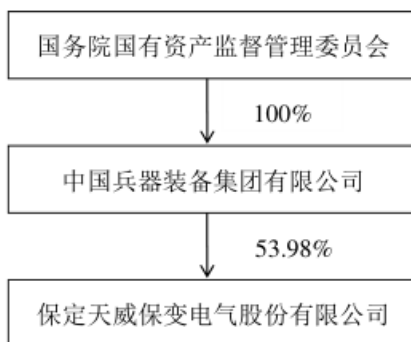 国务院国有资产监督管理委员会
100%
中国兵器装备集团有限公司
53.98%
保定天威保变电气股份有限公司